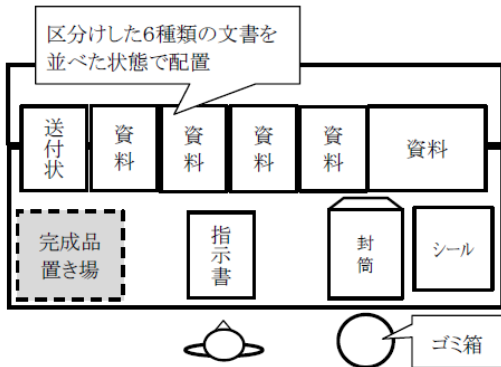 区分けした6種類の文書を
並べた状態で配置
送付状
資料
資料
資料
資料
資料
完成品
置き場
指示書
封筒
シール
ゴミ箱